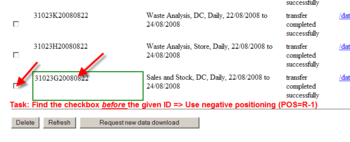 successfully
31023K20080822 Waste Analysis, DC, Daily, 22/08/2008 to transfer /dat
24/08/2008 completed
successfully
31023H20080822 Waste Analysis, Store, Daily, 22/08/2008 to transfer /dat
24/08/2008 completed
successfully
31023G20080822 Sales and Stock, DC, Daily, 22/08/2008 to transfer /dat
24/08/2008 completed
successfully
Task: Find the checkbox before the given ID => Use negative positioning (POS=R-1)
Delete Refresh Request new data download